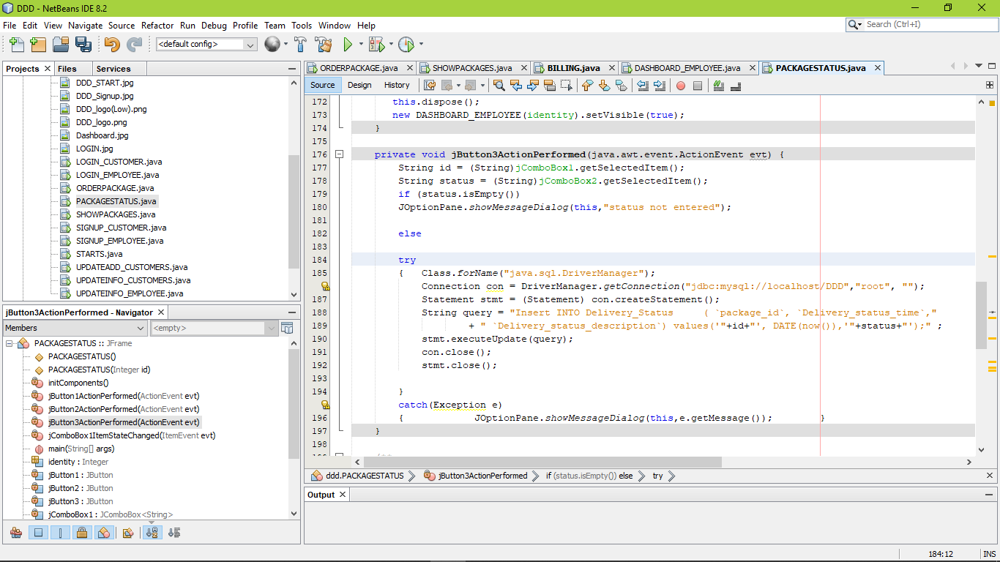 DDD - NetBeans IDE 8.2
File Edit View Navigate Source Refactor Run Debug Profile Team Tools Window Help
Search (Ctrl+I)
<default config>
Projects Files Services
DDD_START.jpg
DDD_Signup.jpg
DDD_logo(Low).png
DDD_logo.png
Dashboard.jpg
LOGIN.jpg
LOGIN_CUSTOMER.java
LOGIN_EMPLOYEE.java
ORDERPACKAGE.java
PACKAGESTATUS.java
SHOWPACKAGES.java
SIGNUP_CUSTOMER.java
SIGNUP_EMPLOYEE.java
STARTS.java
UPDATEADD_CUSTOMERS.java
UPDATEINFO_CUSTOMERS.java
UPDATEINFO_EMPLOYEE.java
jButton3ActionPerformed - Navigator
Members <empty>
PACKAGESTATUS :: JFrame
PACKAGESTATUS()
PACKAGESTATUS(Integer id)
initComponents()
jButton1ActionPerformed(ActionEvent evt)
jButton2ActionPerformed(ActionEvent evt)
jButton3ActionPerformed(ActionEvent evt)
jComboBox1ItemStateChanged(ItemEvent evt)
main(String[] args)
identity : Integer
jButton1 : JButton
jButton2 : JButton
jButton3 : JButton
jComboBox1 : JComboBox<String>
ORDERPACKAGE.java SHOWPACKAGES.java BILLING.java DASHBOARD_EMPLOYEE.java PACKAGESTATUS.java
Source Design History
172 this.dispose();
173 new DASHBOARD_EMPLOYEE(identity).setVisible(true);
174 }
175
176 private void jButton3ActionPerformed(java.awt.event.ActionEvent evt) {
177 String id = (String)jComboBox1.getSelectedItem();
178 String status = (String)jComboBox2.getSelectedItem();
179 if (status.isEmpty())
180 JOptionPane.showMessageDialog(this,"status not entered");
181
182 else
183
184 try
185 { Class.forName("java.sql.DriverManager");
Connection con = DriverManager.getConnection("jdbc:mysql://localhost/DDD","root", "");
187 Statement stmt = (Statement) con.createStatement();
188 String query = "Insert INTO Delivery_Status ( `package_id`, `Delivery_status_time`,"
189 + " `Delivery_status_description`) values('"+id+"', DATE(now()),'"+status+"');" ;
190 stmt.executeUpdate(query);
191 con.close();
192 stmt.close();
193
194 }
catch(Exception e)
196 { JOptionPane.showMessageDialog(this,e.getMessage()); }
197 }
198
ddd.PACKAGESTATUS jButton3ActionPerformed if (status.isEmpty()) else try
Output
184:12 INS